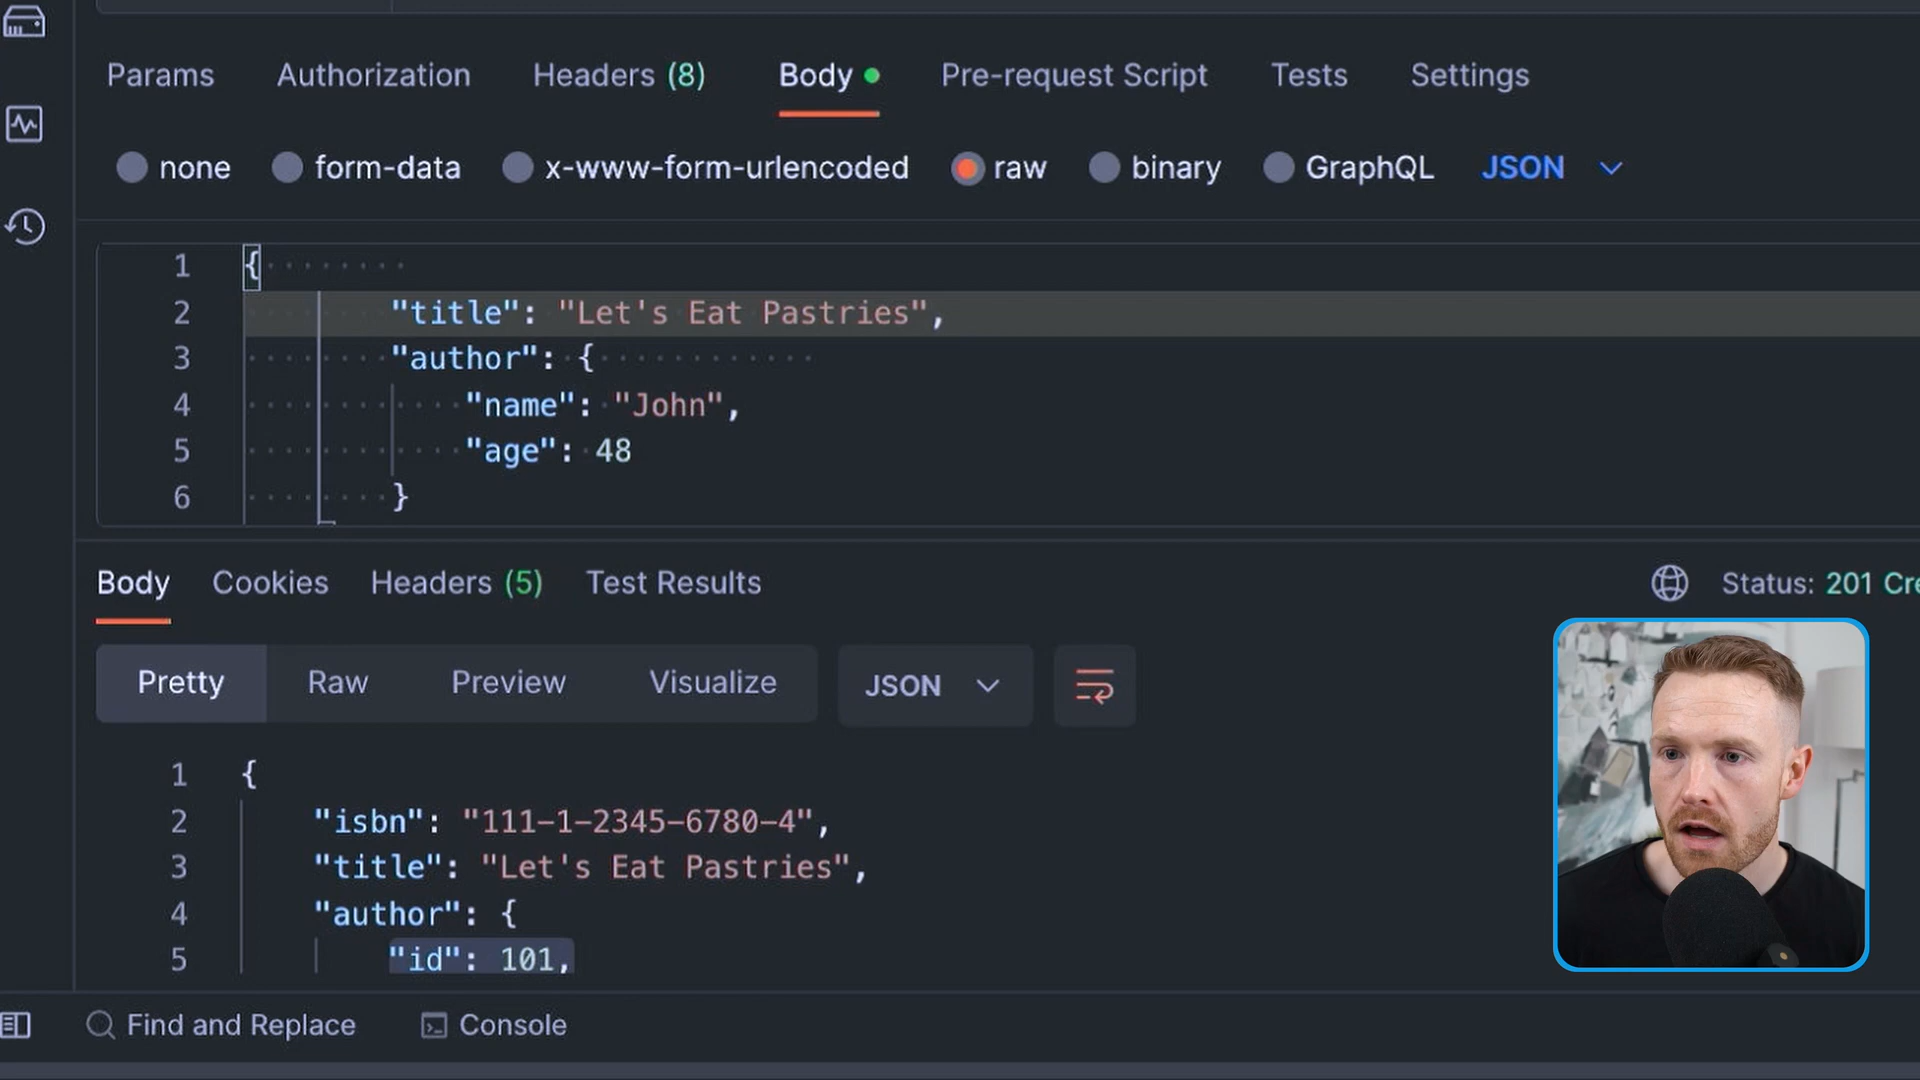 Params Authorization Headers (8) Body Pre-request Script Tests Settings
none form-data x-www-form-urlencoded raw binary GraphQL JSON
1 {
2 "title": "Let's Eat Pastries",
3 "author": {
4 "name": "John",
5 "age": 48
6 }
Body Cookies Headers (5) Test Results Status: 201 Cre
Pretty Raw Preview Visualize JSON
1 {
2 "isbn": "111-1-2345-6780-4",
3 "title": "Let's Eat Pastries",
4 "author": {
5 "id": 101,
Find and Replace Console